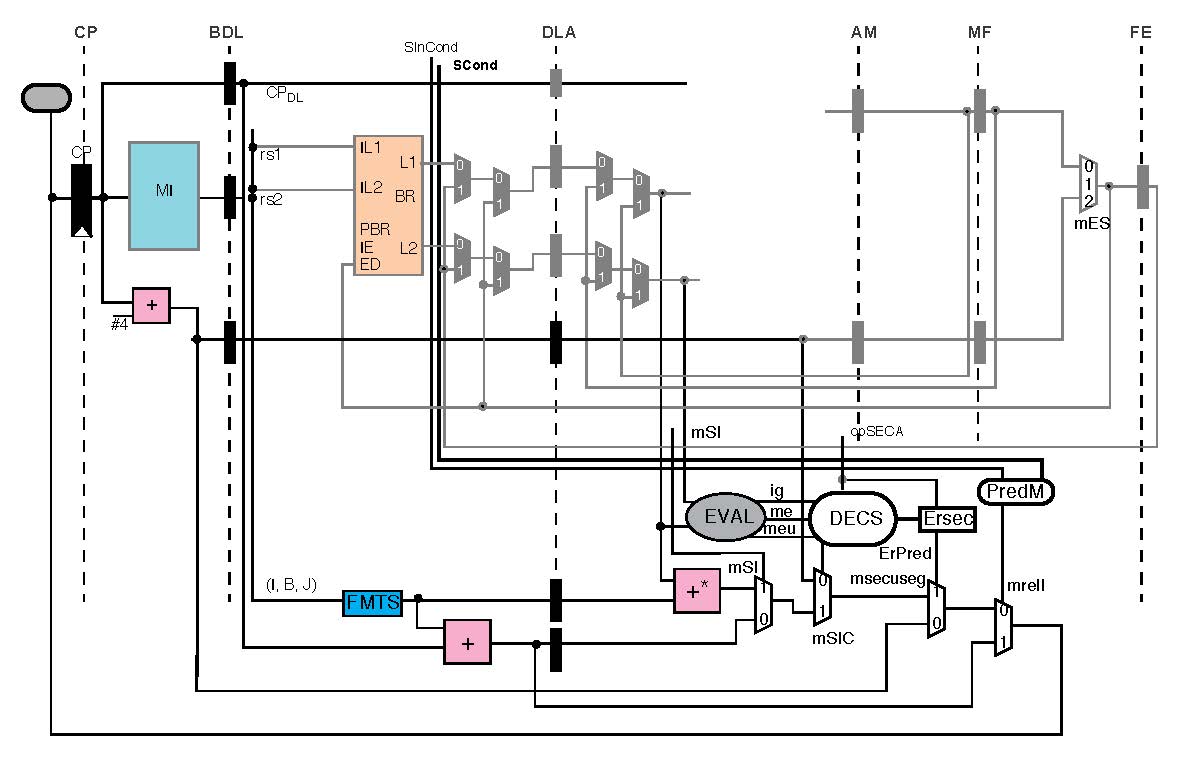 CP BDL DLA AM MF FE
SInCond
SCond
CPDL
CP
MI
rs1
rs2
IL1
L1
IL2
BR
PBR
IE
L2
ED
0
1
0
1
0
1
0
1
0
1
0
1
0
1
0
1
0
1
2
mES
+
#4
mSI
opSECA
PredM
ig
EVAL
me
DECS
Ersec
meu
ErPred
mSI
msecuseg
mrell
(I, B, J)
FMTS
+*
1
0
0
1
1
0
0
1
mSIC
+